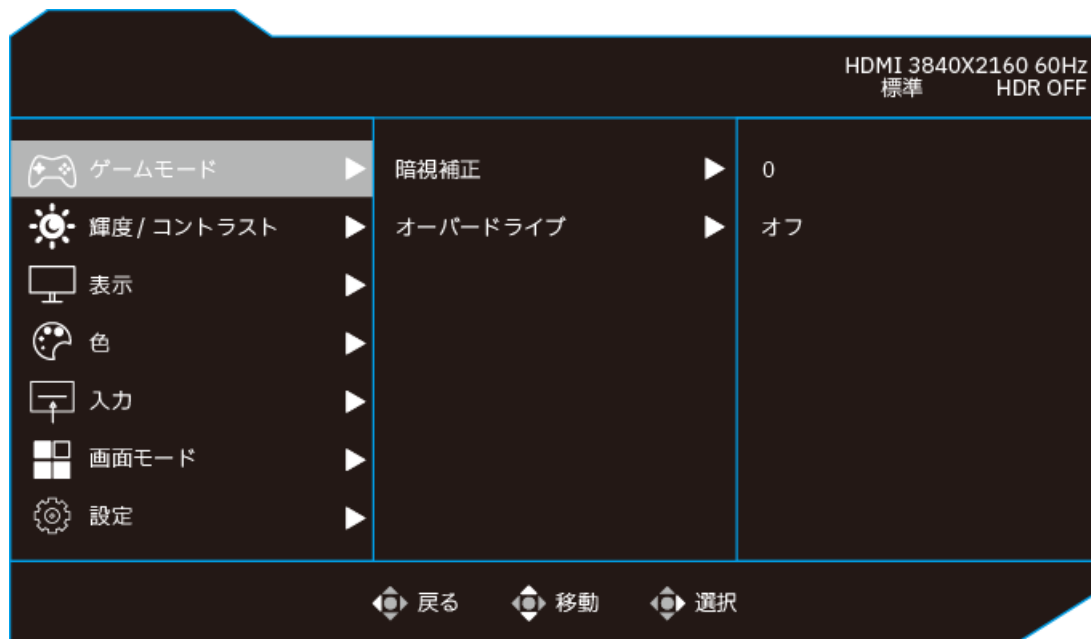 HDMI 3840X2160 60Hz
標準 HDR OFF
ゲームモード 暗視補正 0
輝度 / コントラスト オーバードライブ オフ
表示
色
入力
画面モード
設定
戻る 移動 選択